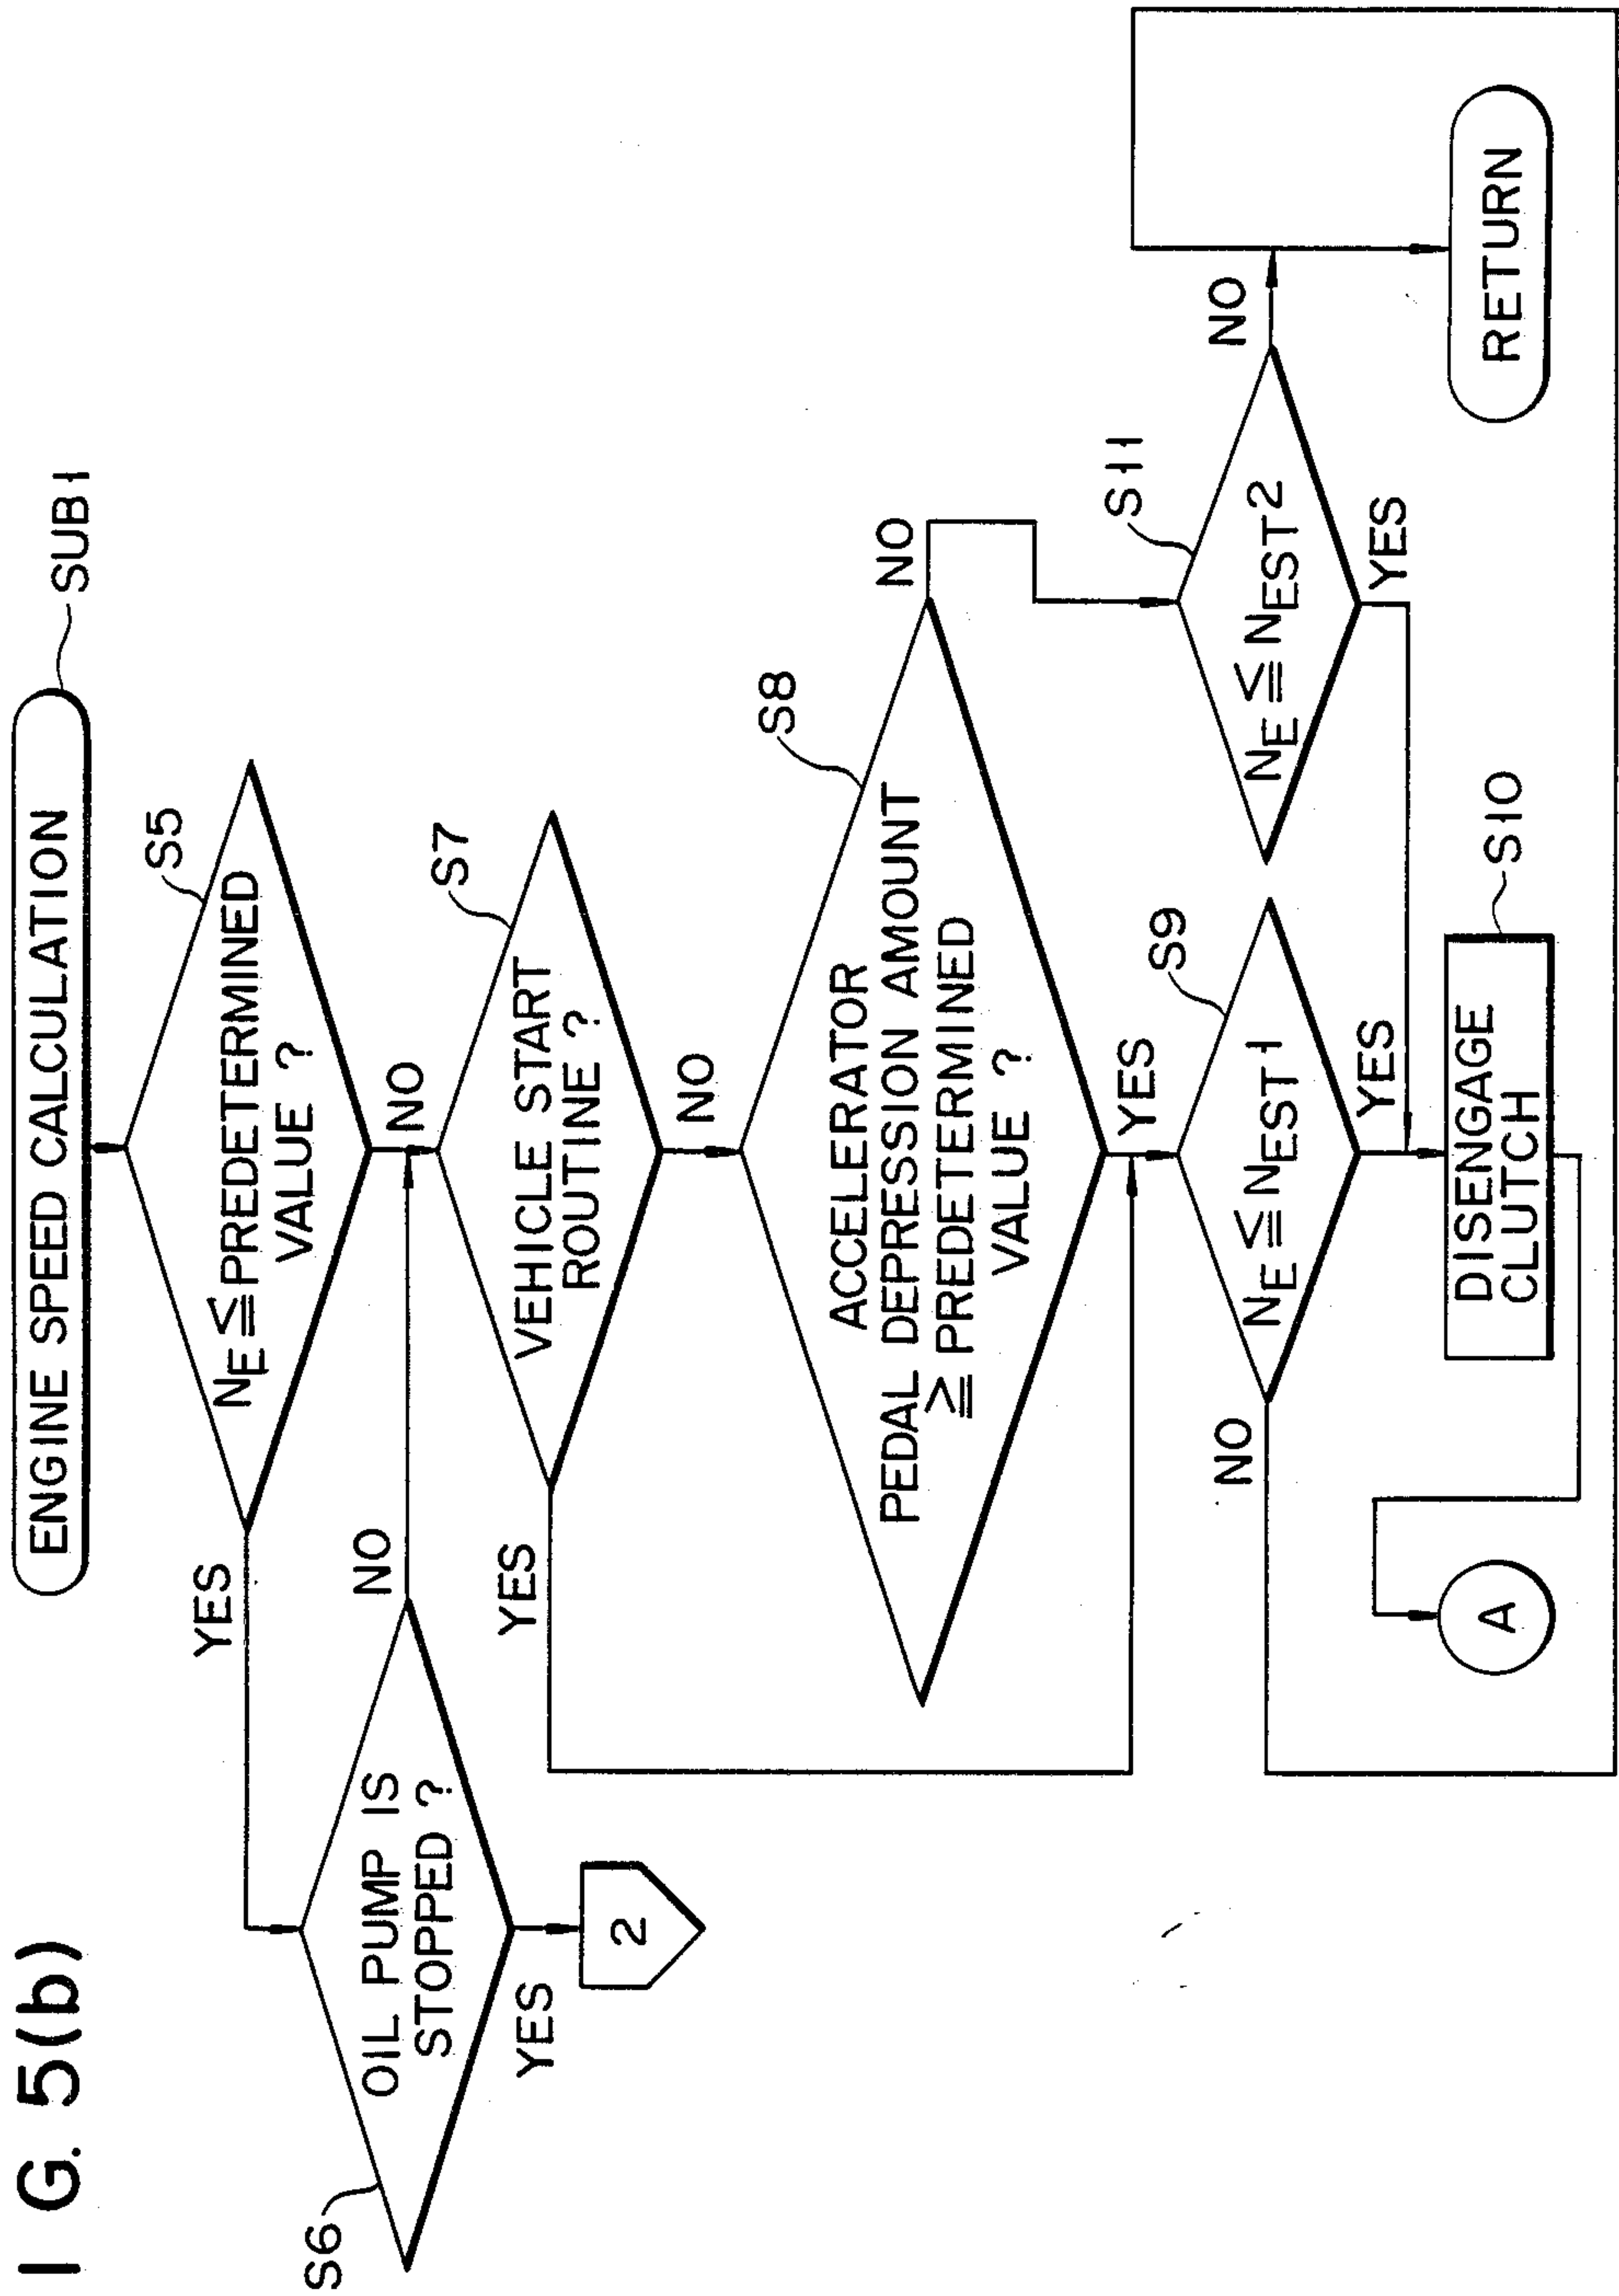 I G. 5(b)
ENGINE SPEED CALCULATION
SUB1
S5
NE ≦ PREDETERMINED
VALUE ?
YES
NO
S6
OIL PUMP IS
STOPPED ?
NO
YES
2
S7
VEHICLE START
ROUTINE ?
YES
NO
S8
ACCELERATOR
PEDAL DEPRESSION AMOUNT
≧ PREDETERMINED
VALUE ?
NO
YES
S9
NE ≦ NEST1
NO
YES
S11
NE ≦ NEST2
NO
YES
S10
DISENGAGE
CLUTCH
A
RETURN